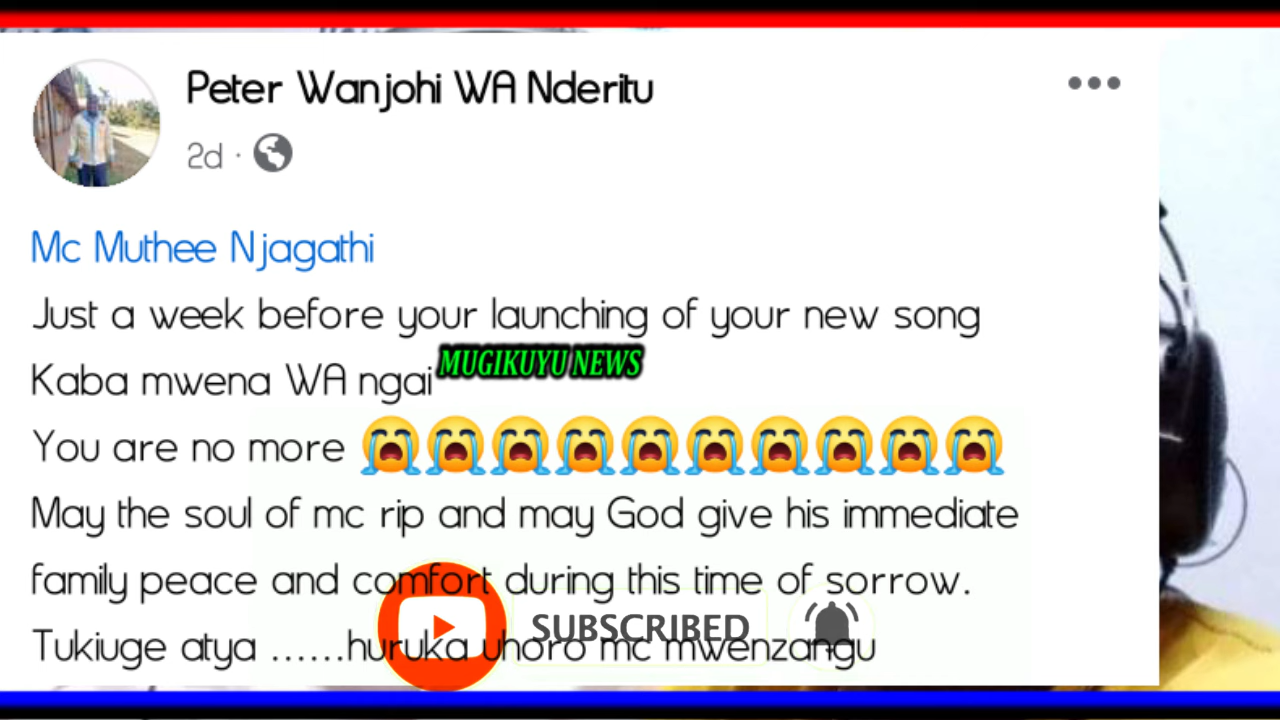 Peter Wanjohi WA Nderitu
2d ·
Mc Muthee Njagathi
Just a week before your launching of your new song
Kaba mwena WA ngai
MUGIKUYU NEWS
You are no more 😭😭😭😭😭😭😭😭😭😭
May the soul of mc rip and may God give his immediate
family peace and comfort during this time of sorrow.
SUBSCRIBED
Tukiuge atya ......huruka uhoro mc mwenzangu